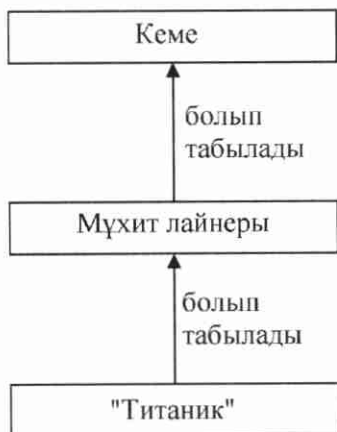 Кеме
болып
табылады
Мұхит лайнеры
болып
табылады
"Титаник"